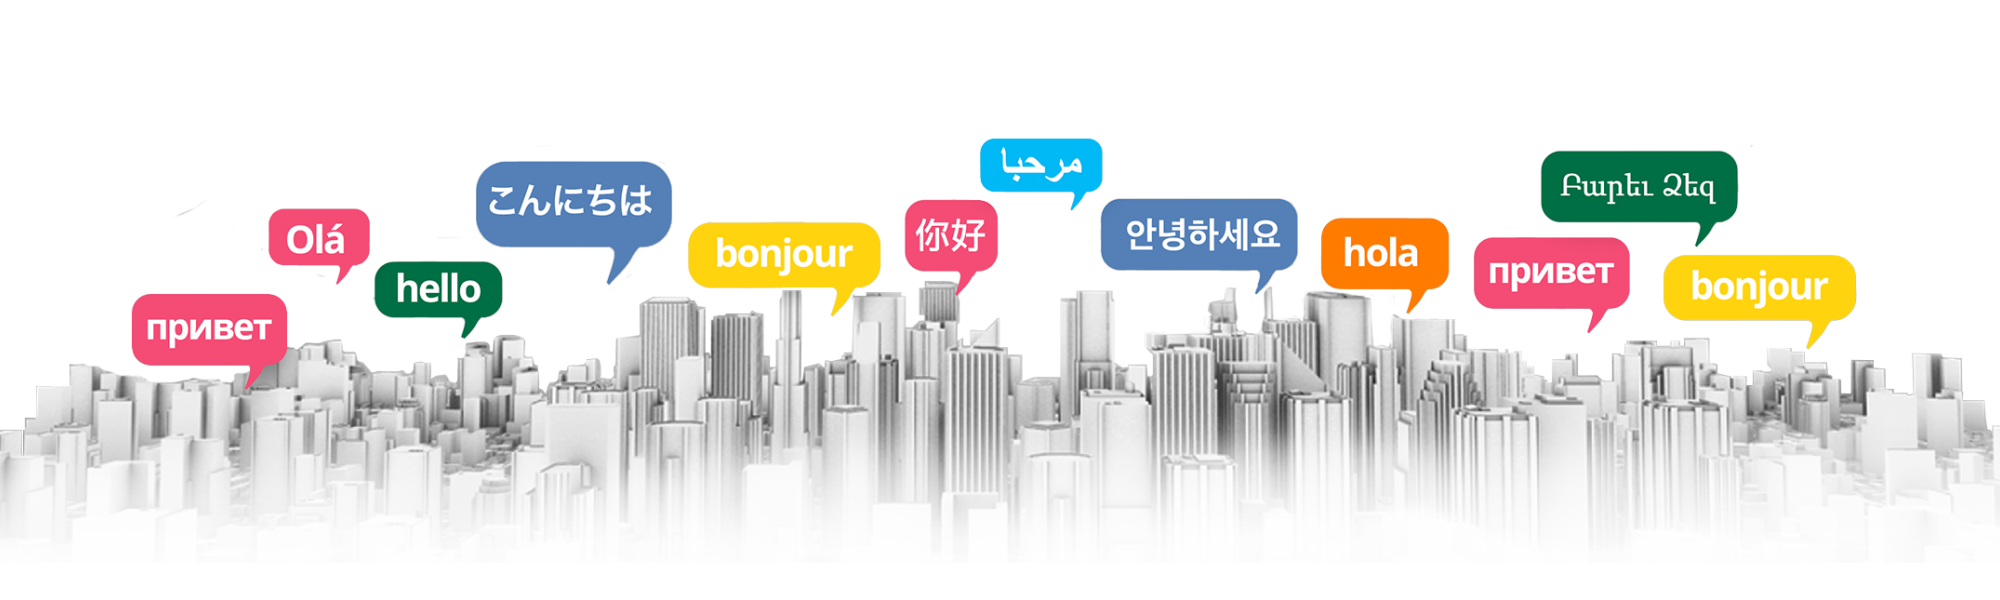 привет
Olá
hello
こんにちは
bonjour
你好
مرحبا
안녕하세요
hola
привет
Բարեւ Ձեզ
bonjour